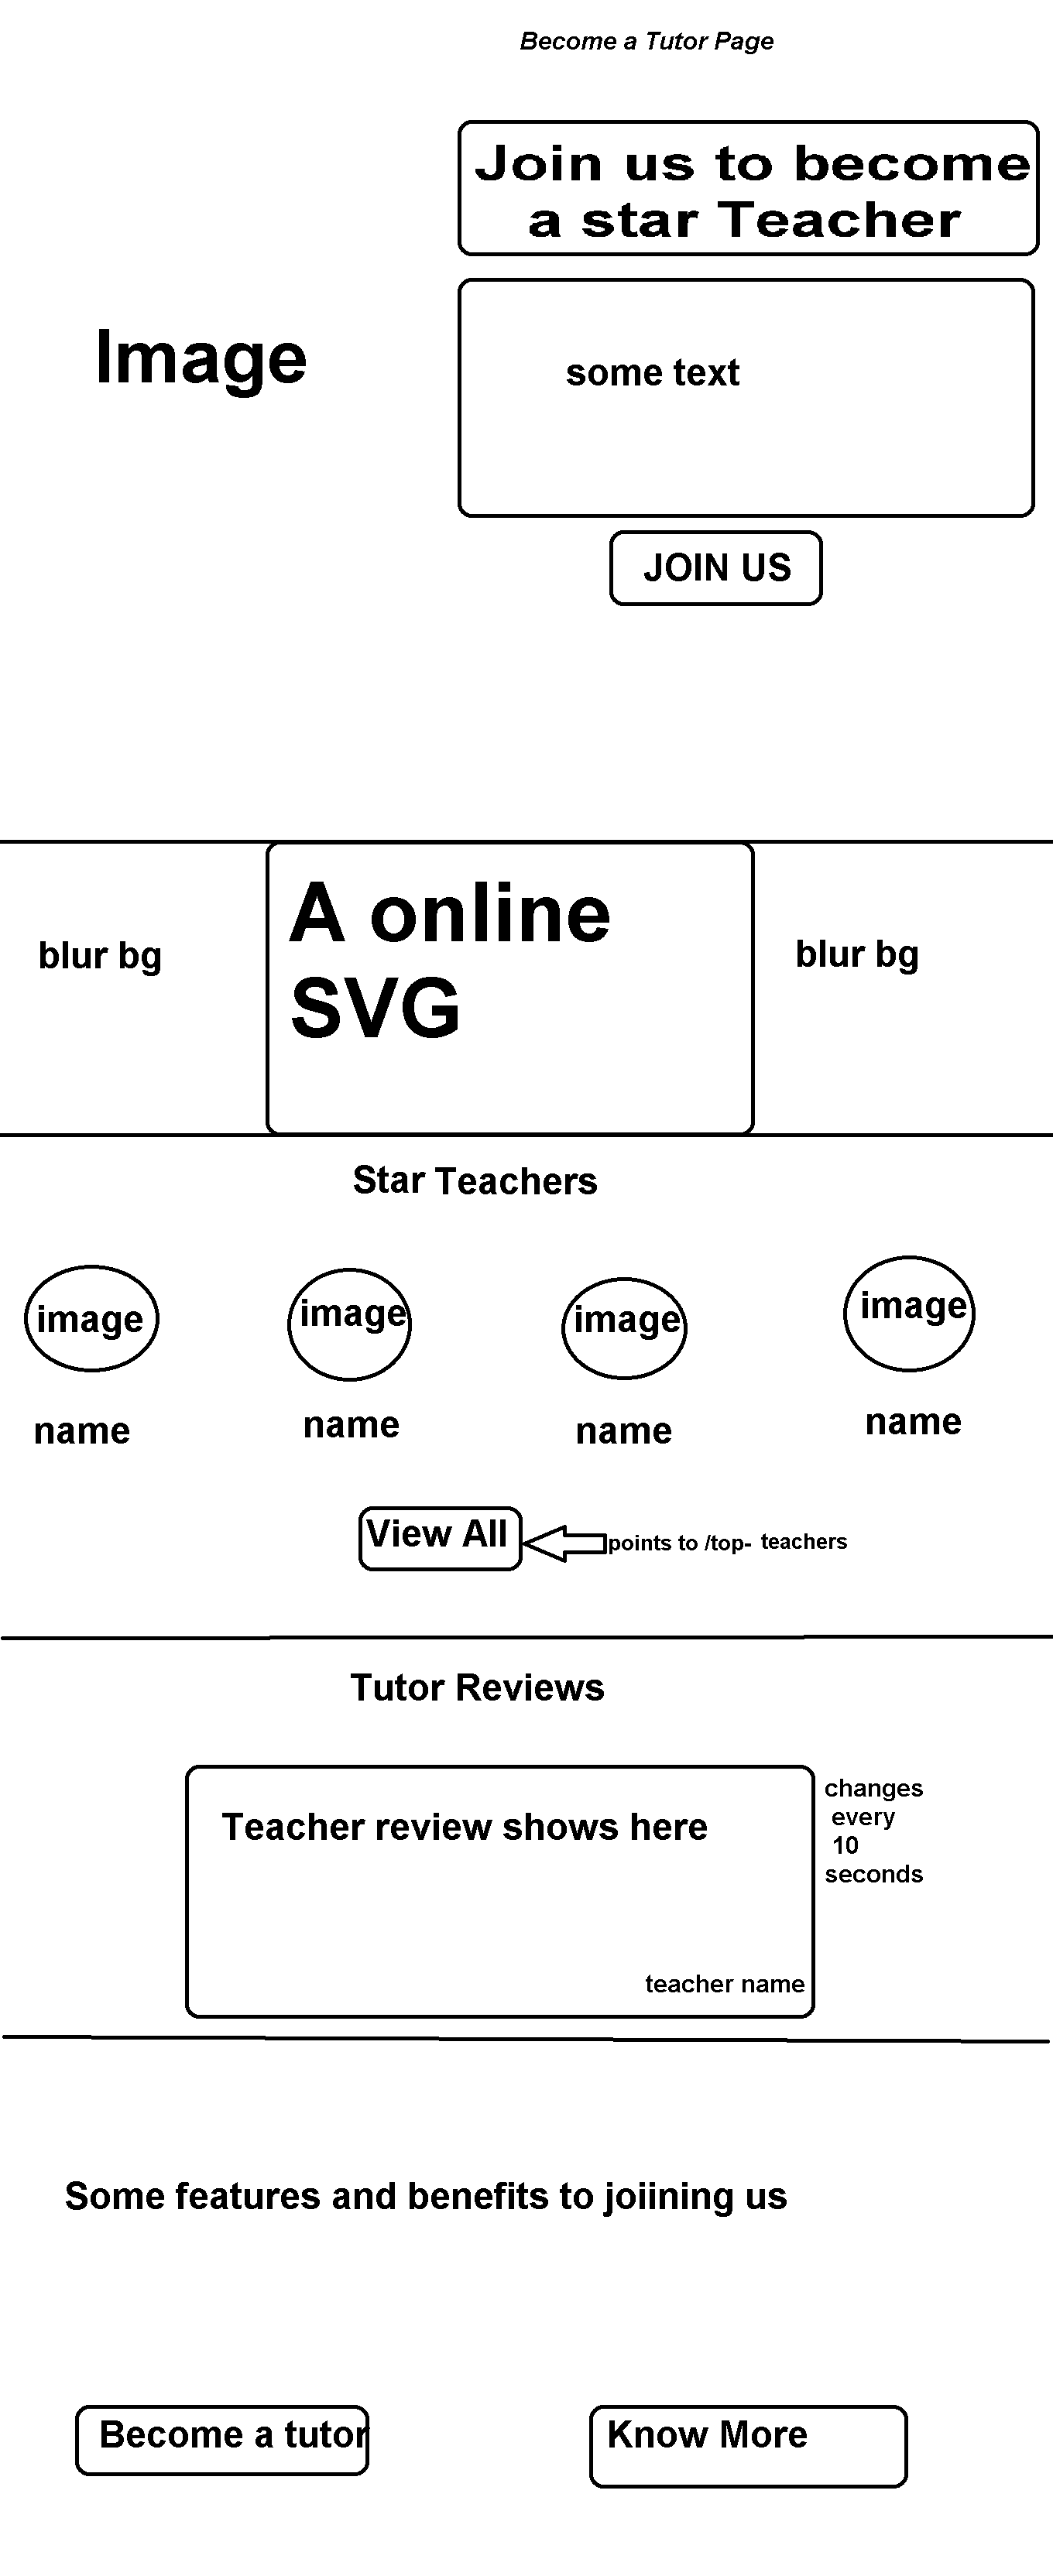 Become a Tutor Page
Join us to become
a star Teacher
Image
some text
JOIN US
blur bg
A online
SVG
blur bg
Star Teachers
image
image
image
image
name
name
name
name
View All
points to /top- teachers
Tutor Reviews
Teacher review shows here
changes
every
10
seconds
teacher name
Some features and benefits to joiining us
Become a tutor
Know More